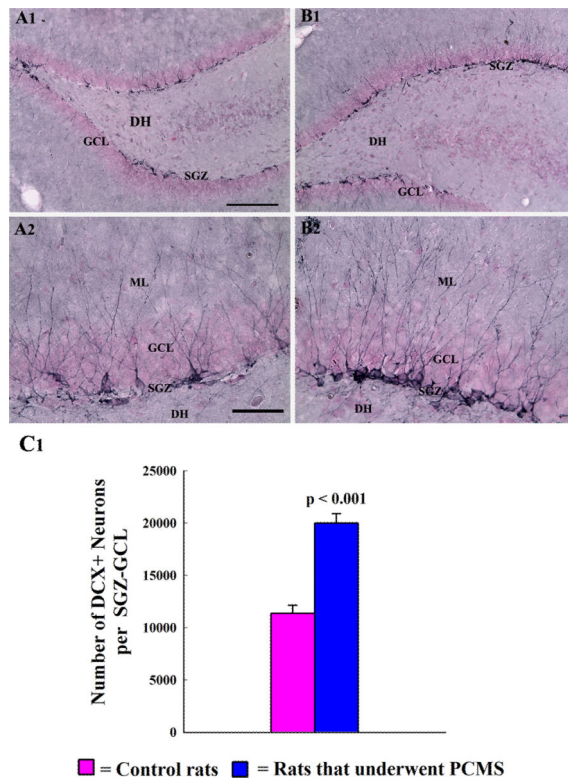 A1
B1
SGZ
DH
DH
GCL
SGZ
GCL
A2
B2
ML
ML
GCL
GCL
SGZ
SGZ
DH
DH
C1
Number of DCX+ Neurons
per SGZ-GCL
25000
20000
15000
10000
5000
0
p < 0.001
= Control rats
= Rats that underwent PCMS